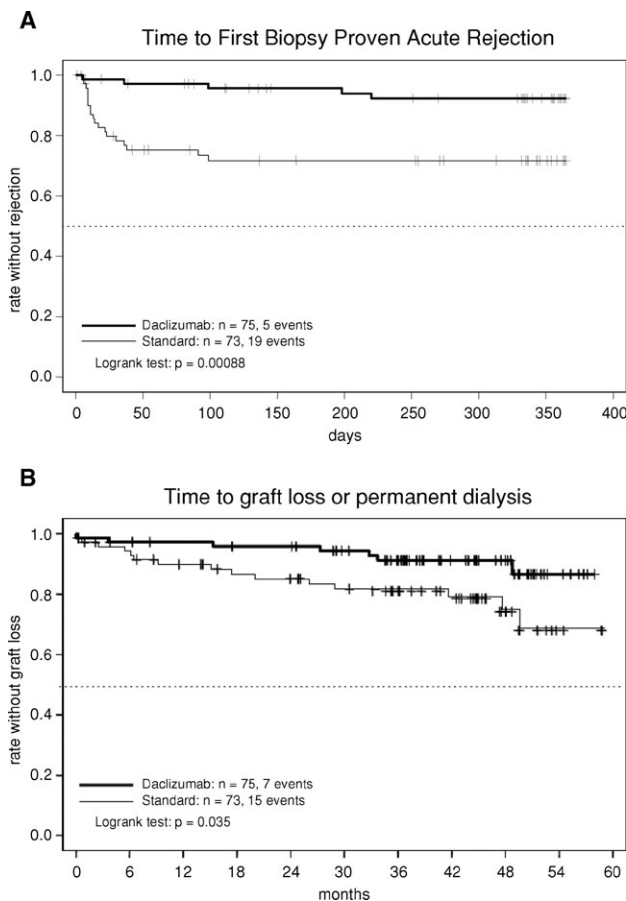 A
Time to First Biopsy Proven Acute Rejection
rate without rejection
1.0
0.8
0.6
0.4
0.2
0.0
Daclizumab: n = 75, 5 events
Standard: n = 73, 19 events
Logrank test: p = 0.00088
0 50 100 150 200 250 300 350 400
days
B
Time to graft loss or permanent dialysis
rate without graft loss
1.0
0.8
0.6
0.4
0.2
0.0
Daclizumab: n = 75, 7 events
Standard: n = 73, 15 events
Logrank test: p = 0.035
0 6 12 18 24 30 36 42 48 54 60
months